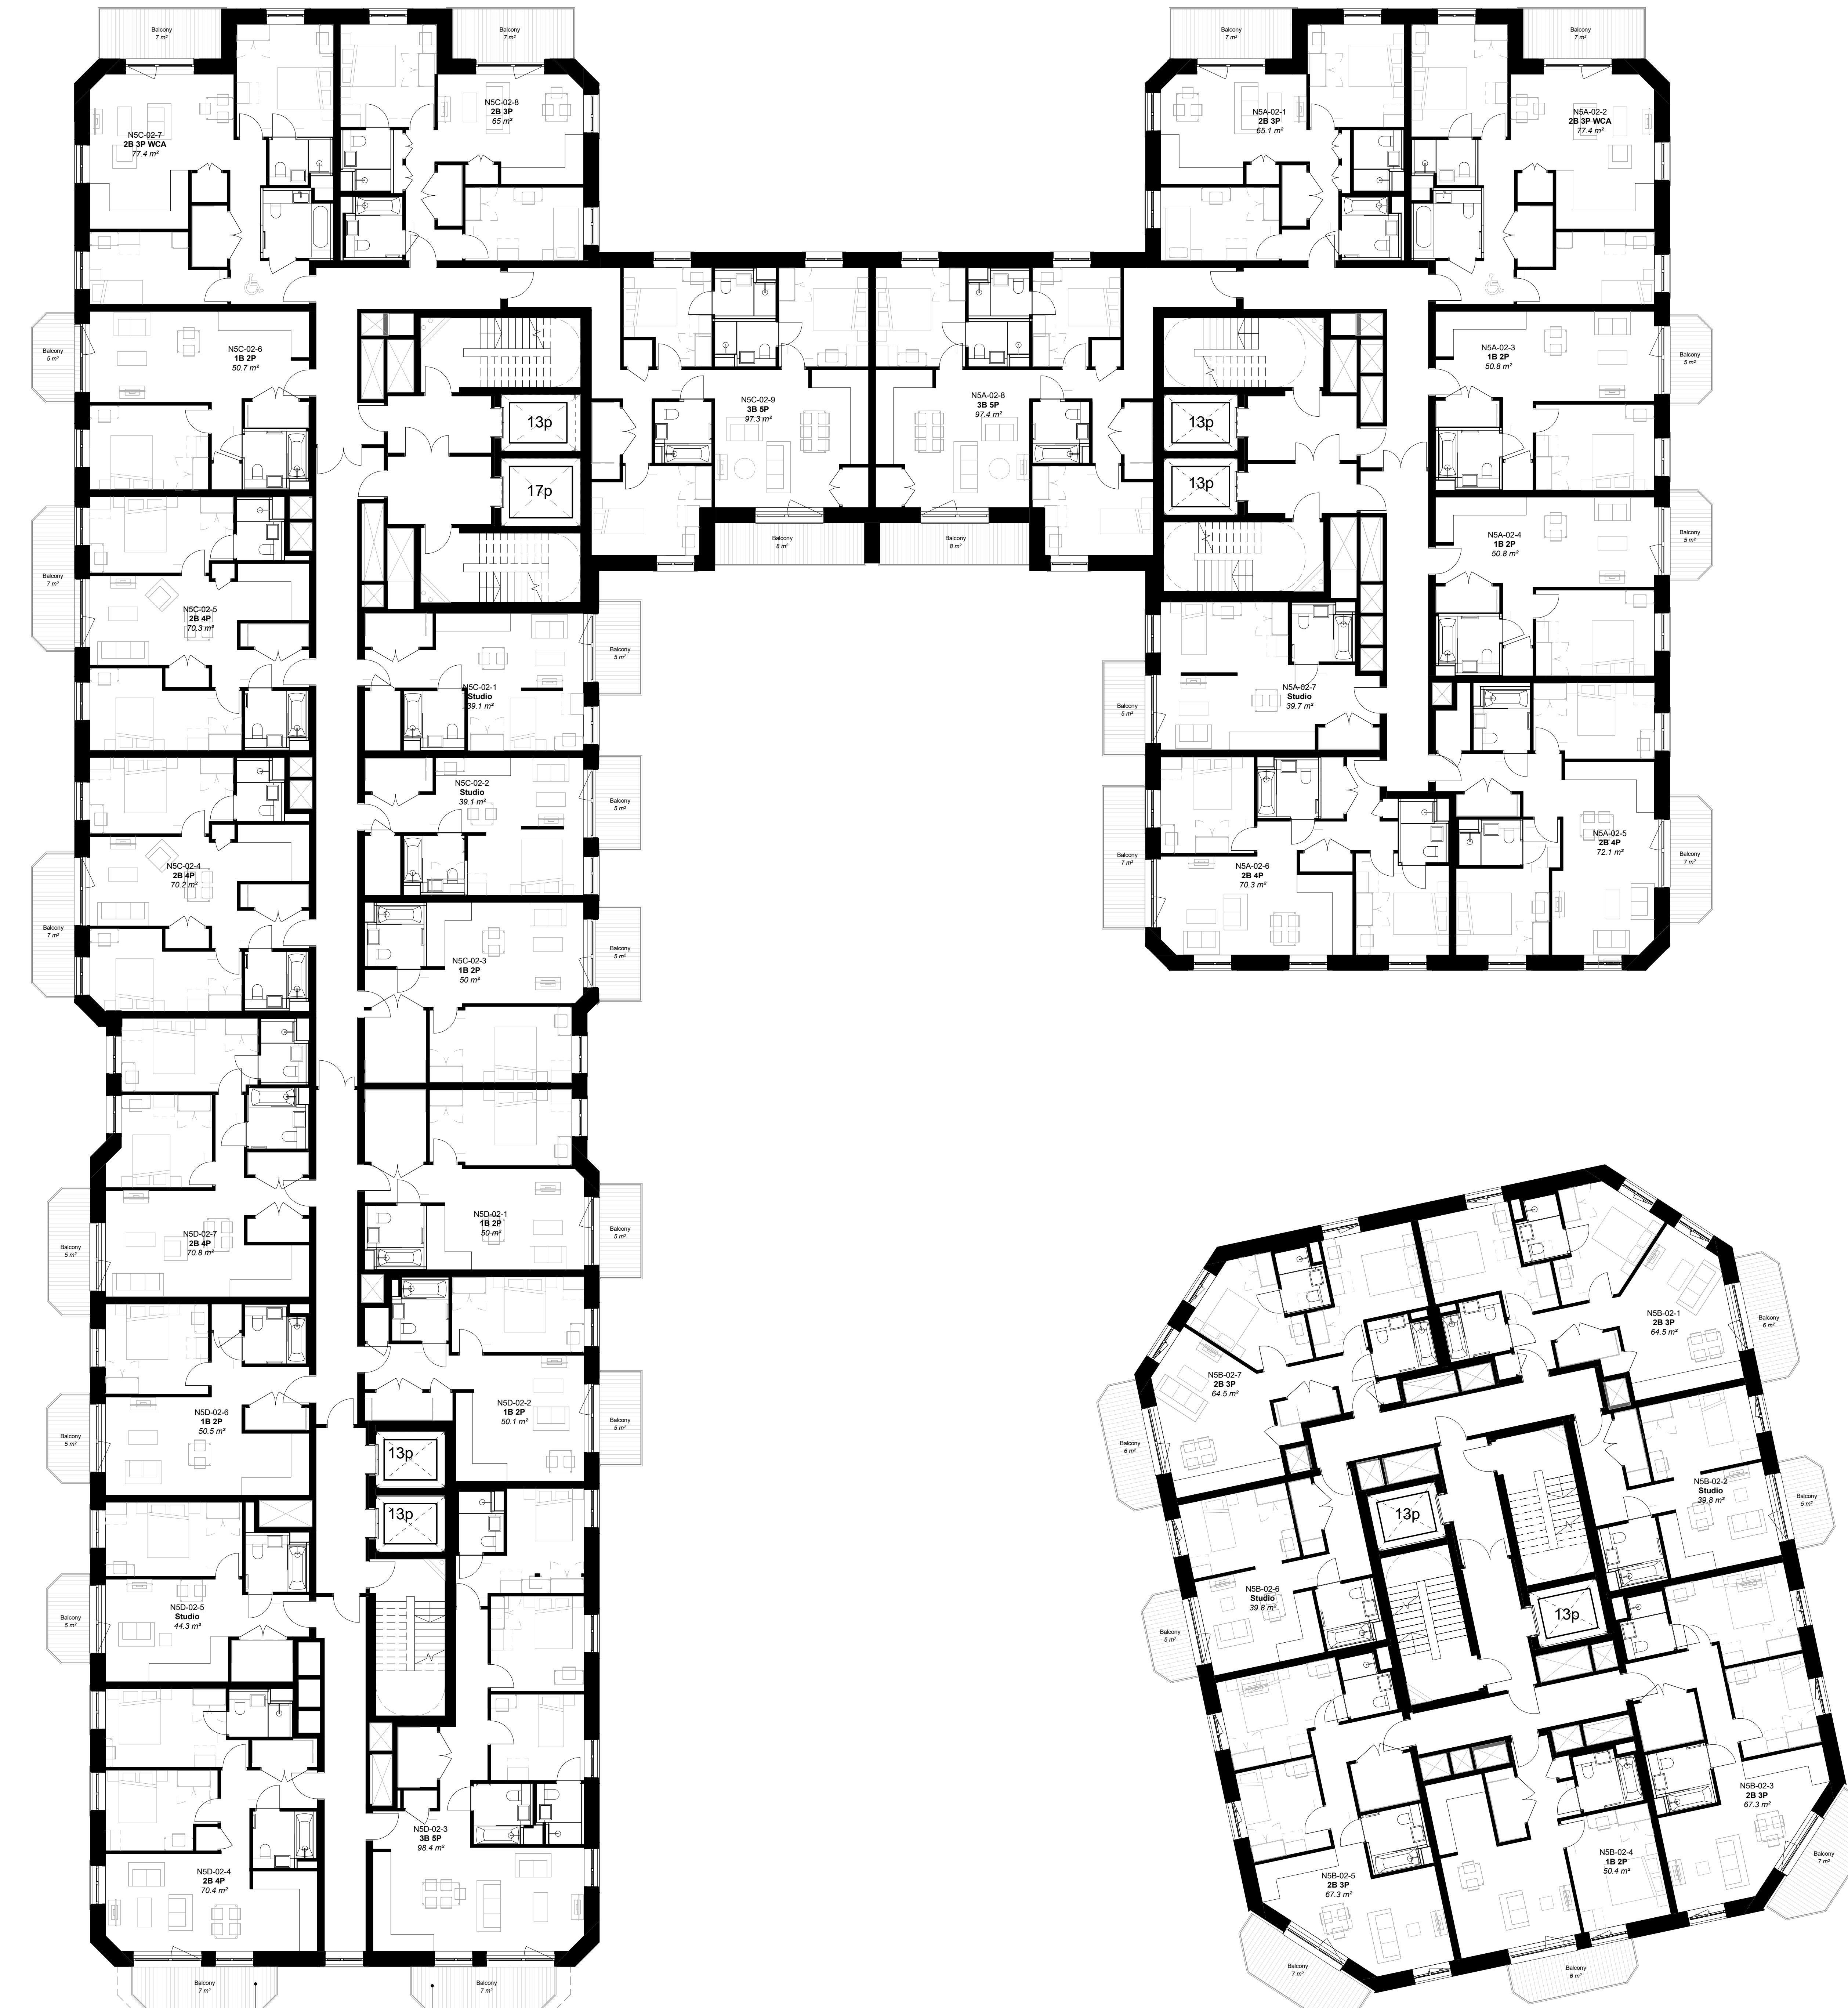 Balcony
7 m²
Balcony
7 m²
Balcony
7 m²
Balcony
7 m²
N5C-02-7
2B 3P WCA
77.4 m²
N5C-02-8
2B 3P
65 m²
N5A-02-1
2B 3P
65.1 m²
N5A-02-2
2B 3P WCA
77.4 m²
Balcony
5 m²
N5C-02-6
1B 2P
50.7 m²
N5A-02-3
1B 2P
50.8 m²
Balcony
5 m²
N5C-02-9
3B 5P
97.3 m²
N5A-02-8
3B 5P
97.4 m²
13p
17p
13p
13p
Balcony
8 m²
Balcony
8 m²
N5A-02-4
1B 2P
50.8 m²
Balcony
5 m²
Balcony
7 m²
N5C-02-5
2B 4P
70.3 m²
N5C-02-1
Studio
39.1 m²
Balcony
5 m²
Balcony
5 m²
N5A-02-7
Studio
39.7 m²
N5C-02-2
Studio
39.1 m²
Balcony
5 m²
Balcony
7 m²
N5A-02-6
2B 4P
70.3 m²
N5A-02-5
2B 4P
72.1 m²
Balcony
7 m²
Balcony
7 m²
N5C-02-4
2B 4P
70.2 m²
N5C-02-3
1B 2P
50 m²
Balcony
5 m²
Balcony
5 m²
N5D-02-7
2B 4P
70.8 m²
N5D-02-1
1B 2P
50 m²
Balcony
5 m²
Balcony
5 m²
N5D-02-6
1B 2P
50.5 m²
N5D-02-2
1B 2P
50.1 m²
Balcony
5 m²
13p
13p
Balcony
5 m²
N5D-02-5
Studio
44.3 m²
N5D-02-4
2B 4P
70.4 m²
N5D-02-3
3B 5P
98.4 m²
Balcony
7 m²
Balcony
7 m²
N5B-02-1
2B 3P
64.5 m²
Balcony
6 m²
N5B-02-7
2B 3P
64.5 m²
Balcony
6 m²
N5B-02-2
Studio
39.8 m²
Balcony
5 m²
13p
13p
N5B-02-6
Studio
39.8 m²
Balcony
5 m²
N5B-02-3
2B 3P
67.3 m²
Balcony
7 m²
N5B-02-4
1B 2P
50.4 m²
N5B-02-5
2B 3P
67.3 m²
Balcony
7 m²
Balcony
6 m²